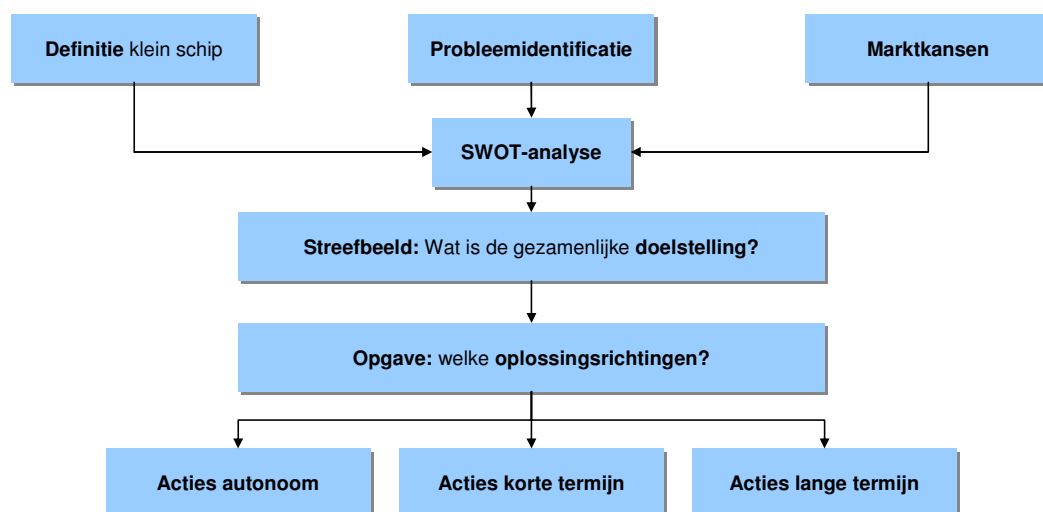 Definitie klein schip
Probleemidentificatie
Marktkansen
SWOT-analyse
Streefbeeld: Wat is de gezamenlijke doelstelling?
Opgave: welke oplossingsrichtingen?
Acties autonoom
Acties korte termijn
Acties lange termijn